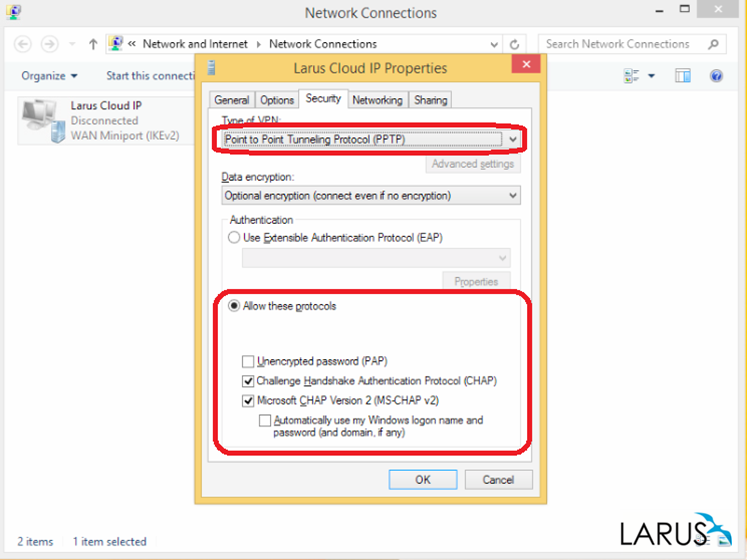 Network Connections
« Network and Internet Network Connections
Search Network Connections
Organize
Start this connecti
Larus Cloud IP
Disconnected
WAN Miniport (IKEv2)
Larus Cloud IP Properties
General Options Security Networking Sharing
Type of VPN:
Point to Point Tunneling Protocol (PPTP)
Advanced settings
Data encryption:
Optional encryption (connect even if no encryption)
Authentication
Use Extensible Authentication Protocol (EAP)
Properties
Allow these protocols
Unencrypted password (PAP)
Challenge Handshake Authentication Protocol (CHAP)
Microsoft CHAP Version 2 (MS-CHAP v2)
Automatically use my Windows logon name and
password (and domain, if any)
OK Cancel
2 items 1 item selected
LARUS